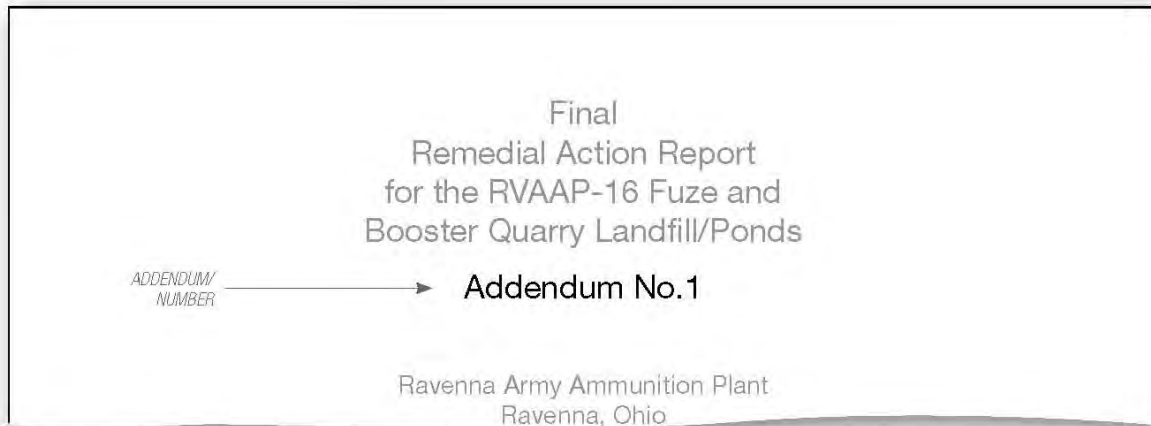 Final
Remedial Action Report
for the RVAAP-16 Fuze and
Booster Quarry Landfill/Ponds
ADDENDUM/
NUMBER
Addendum No.1
Ravenna Army Ammunition Plant
Ravenna, Ohio